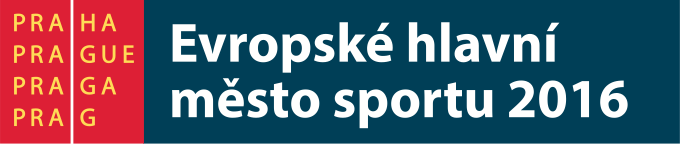 PRAHA
PRAGUE
PRAGA
PRAG
Evropské hlavní
město sportu 2016